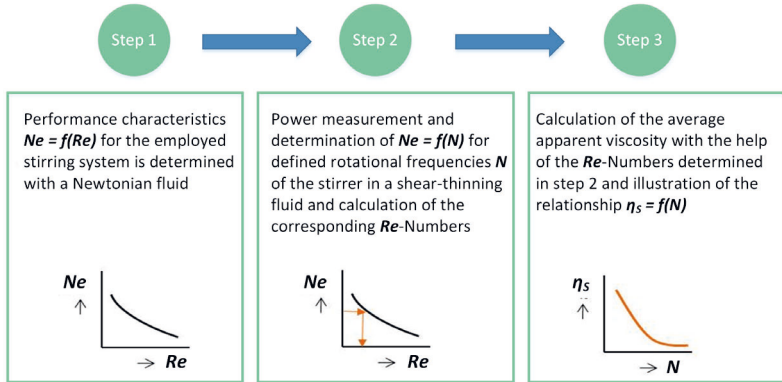 Step 1
Step 2
Step 3
Performance characteristics
Ne = f(Re) for the employed
stirring system is determined
with a Newtonian fluid
Ne
↑
→ Re
Power measurement and
determination of Ne = f(N) for
defined rotational frequencies N
of the stirrer in a shear-thinning
fluid and calculation of the
corresponding Re-Numbers
Ne
↑
→ Re
Calculation of the average
apparent viscosity with the help
of the Re-Numbers determined
in step 2 and illustration of the
relationship ηS = f(N)
ηS
↑
→ N